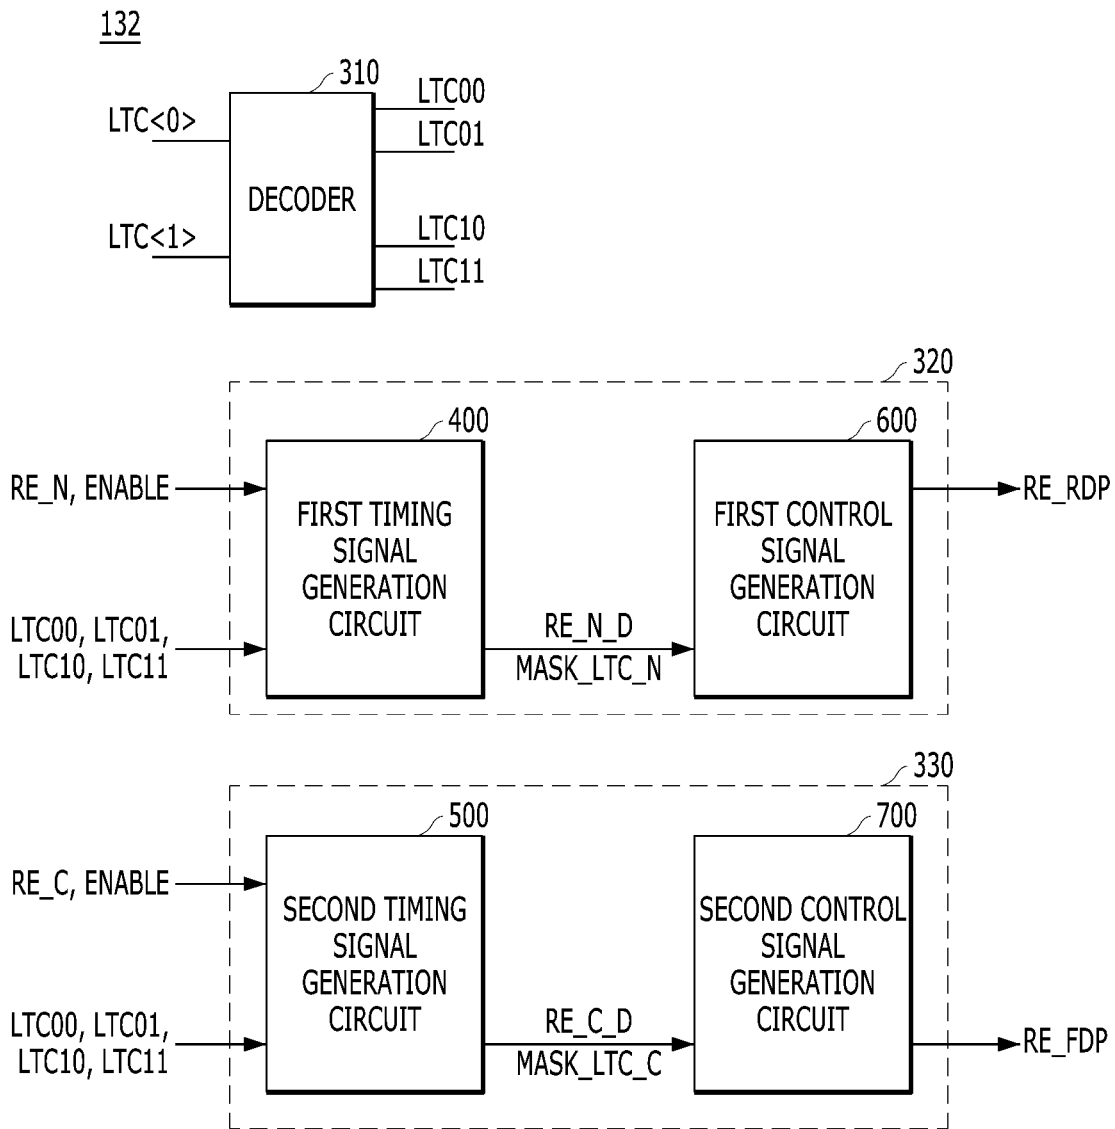 132
310
LTC<0>
LTC<1>
DECODER
LTC00
LTC01
LTC10
LTC11
320
400
600
RE_N, ENABLE
LTC00, LTC01,
LTC10, LTC11
FIRST TIMING
SIGNAL
GENERATION
CIRCUIT
RE_N_D
MASK_LTC_N
FIRST CONTROL
SIGNAL
GENERATION
CIRCUIT
RE_RDP
330
500
700
RE_C, ENABLE
LTC00, LTC01,
LTC10, LTC11
SECOND TIMING
SIGNAL
GENERATION
CIRCUIT
RE_C_D
MASK_LTC_C
SECOND CONTROL
SIGNAL
GENERATION
CIRCUIT
RE_FDP